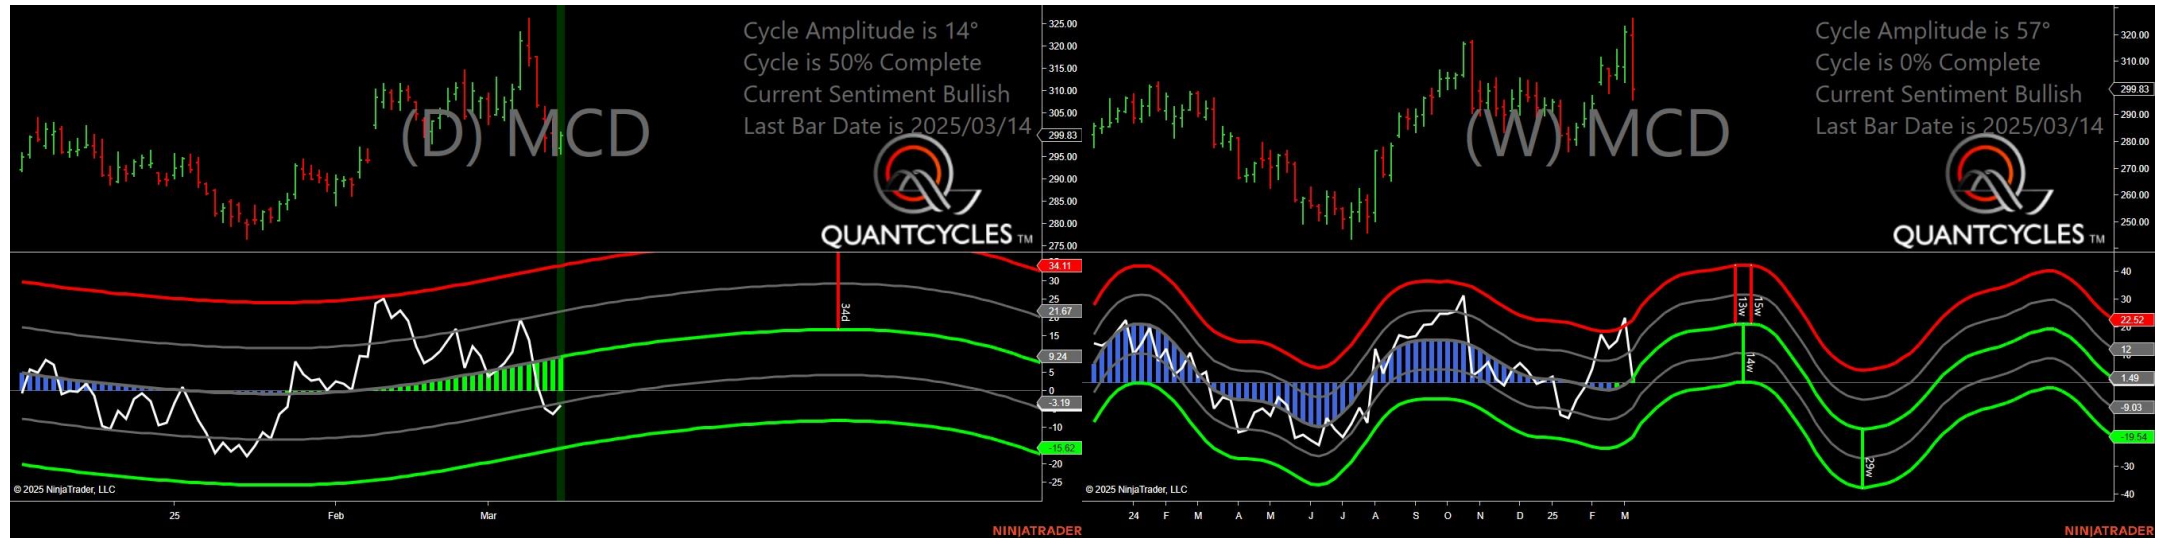 Cycle Amplitude is 14°
Cycle is 50% Complete
Current Sentiment Bullish
Last Bar Date is 2025/03/14
(D) MCD
QUANTCYCLES TM
325.00
320.00
315.00
310.00
305.00
299.83
295.00
290.00
285.00
280.00
275.00
34.11
30
25
21.67
15
9.24
5
0
-3.19
-10
-15.62
-20
-25
34d
© 2025 NinjaTrader, LLC
25
Feb
Mar
NINJATRADER
Cycle Amplitude is 57°
Cycle is 0% Complete
Current Sentiment Bullish
Last Bar Date is 2025/03/14
(W) MCD
QUANTCYCLES TM
320.00
310.00
299.83
290.00
280.00
270.00
260.00
250.00
40
30
22.52
12
1.49
-9.03
-19.54
-30
-40
13w
15w
14w
29w
© 2025 NinjaTrader, LLC
24 F M A M J J A S O N D 25 F M
NINJATRADER